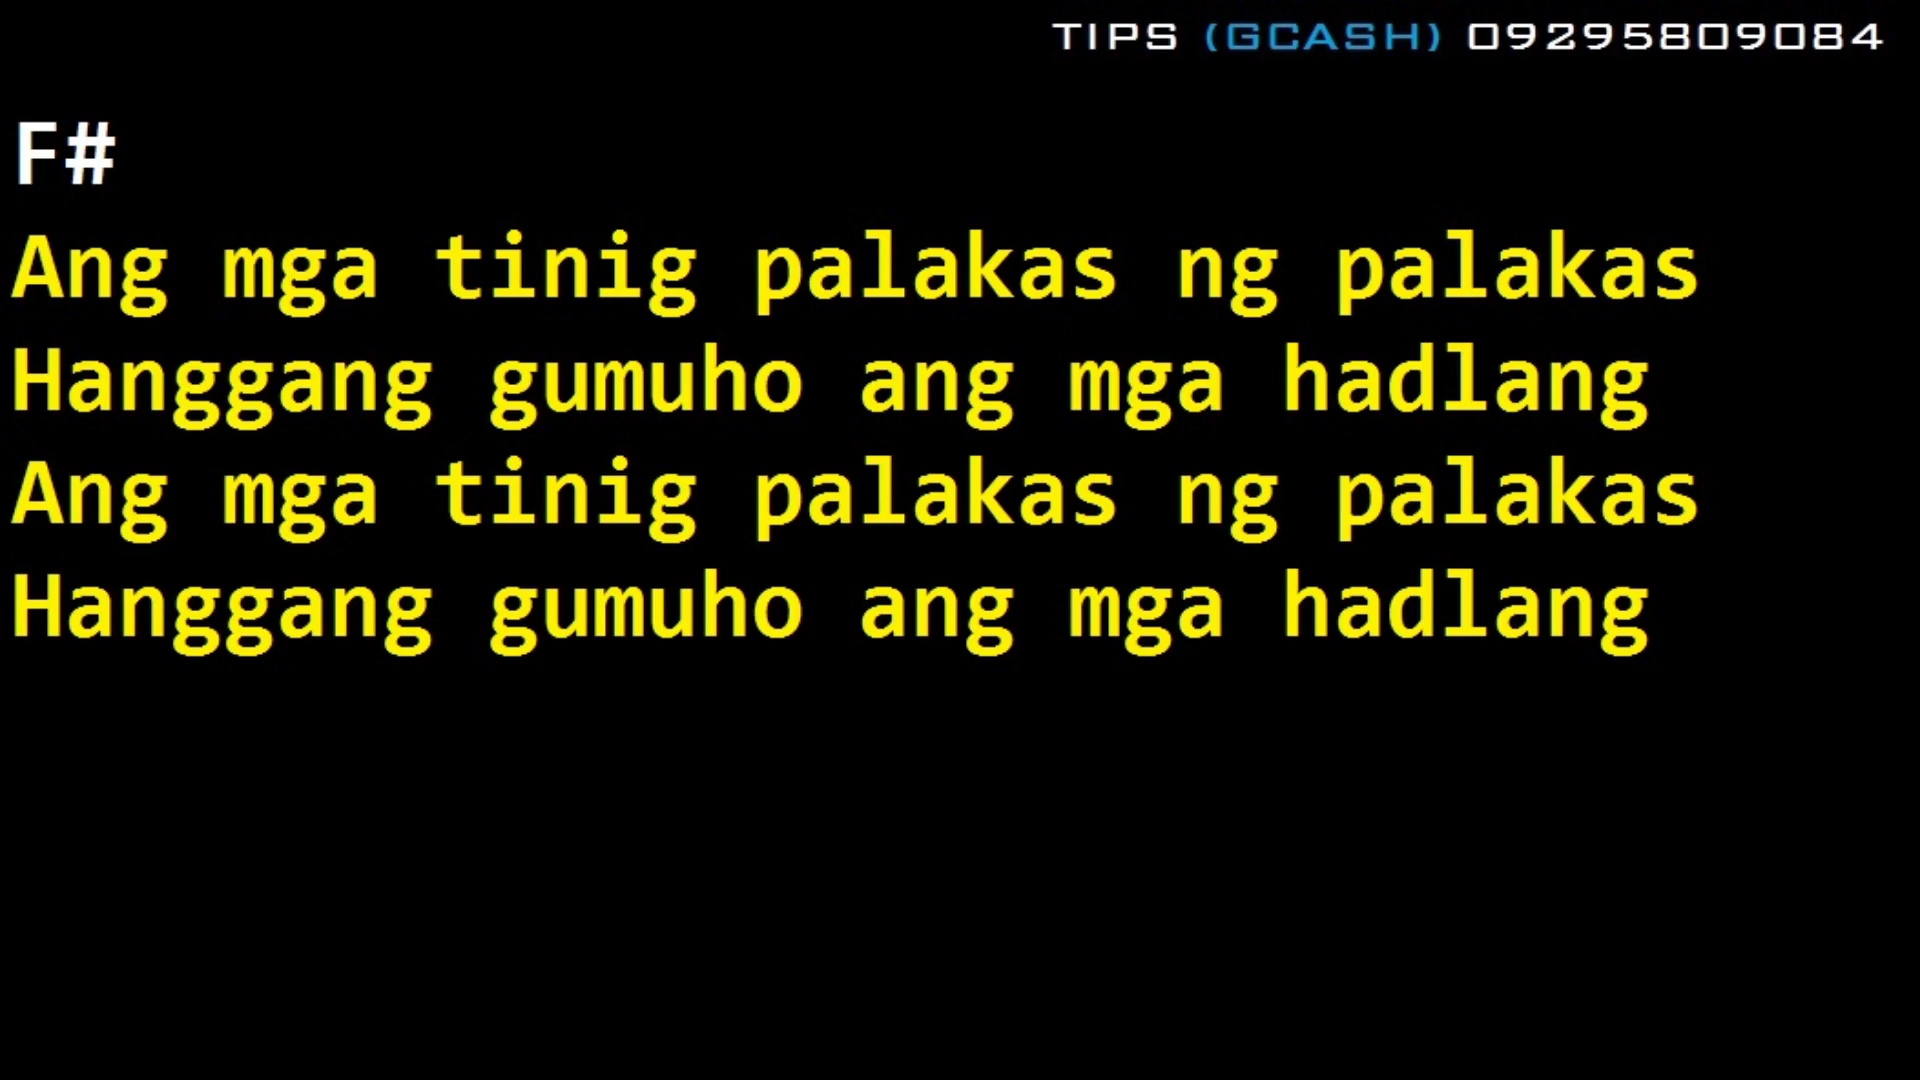 TIPS (GCASH) 09295809084
F#
Ang mga tinig palakas ng palakas
Hanggang gumuho ang mga hadlang
Ang mga tinig palakas ng palakas
Hanggang gumuho ang mga hadlang